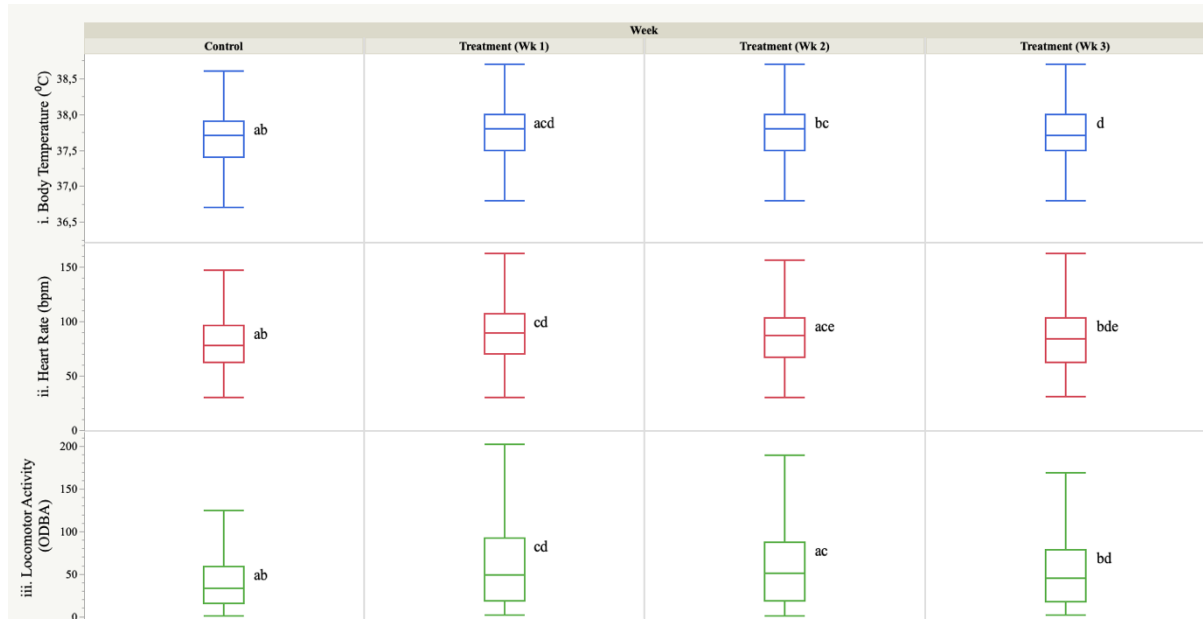 Week
Control Treatment (Wk 1) Treatment (Wk 2) Treatment (Wk 3)
i. Body Temperature (⁰C)
38,5
38,0
37,5
37,0
36,5
ab acd bc d
ii. Heart Rate (bpm)
150
100
50
0
ab cd ace bde
iii. Locomotor Activity
(ODBA)
200
150
100
50
0
ab cd ac bd